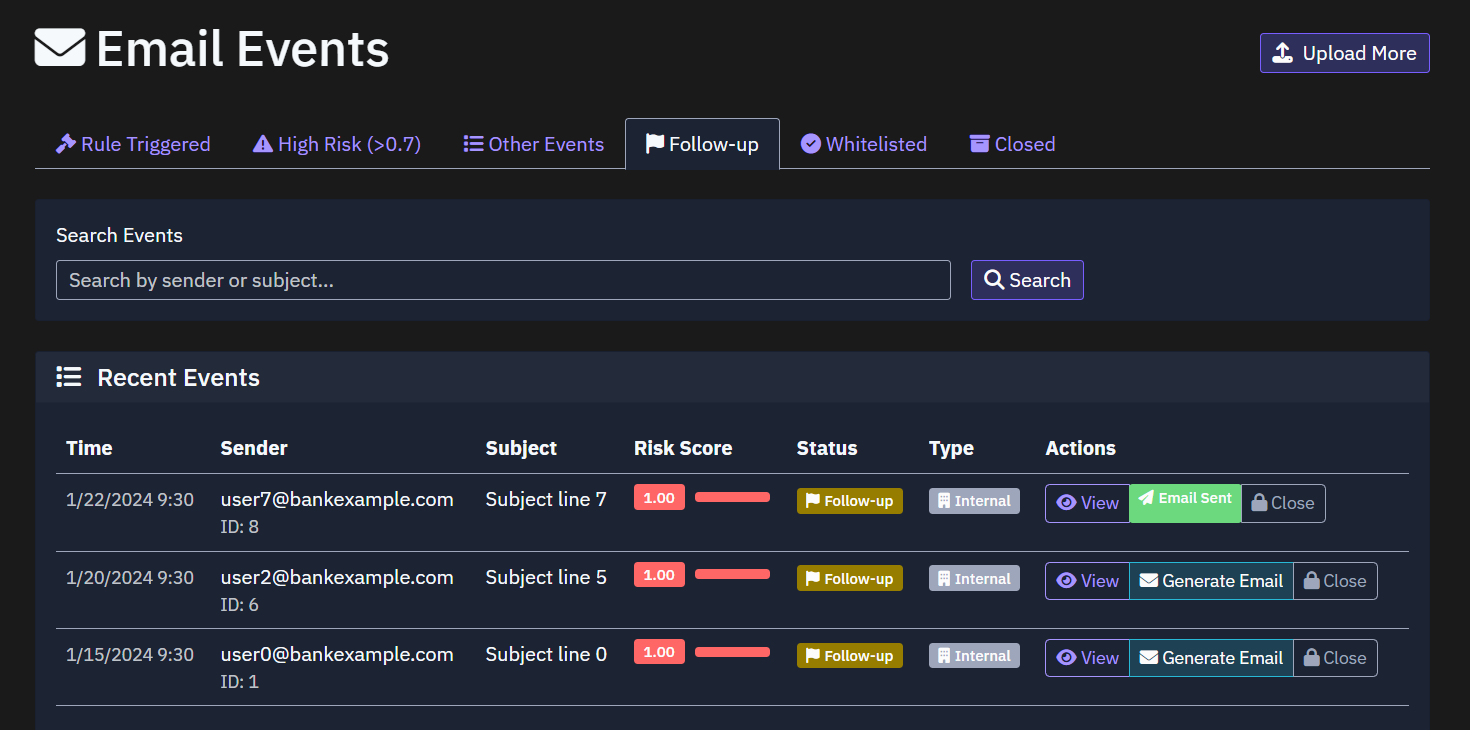 Email Events
Upload More
Rule Triggered High Risk (>0.7) Other Events Follow-up Whitelisted Closed
Search Events
Search by sender or subject...
Search
Recent Events
Time Sender Subject Risk Score Status Type Actions
1/22/2024 9:30 user7@bankexample.com Subject line 7 1.00 Follow-up Internal View Email Sent Close
ID: 8
1/20/2024 9:30 user2@bankexample.com Subject line 5 1.00 Follow-up Internal View Generate Email Close
ID: 6
1/15/2024 9:30 user0@bankexample.com Subject line 0 1.00 Follow-up Internal View Generate Email Close
ID: 1